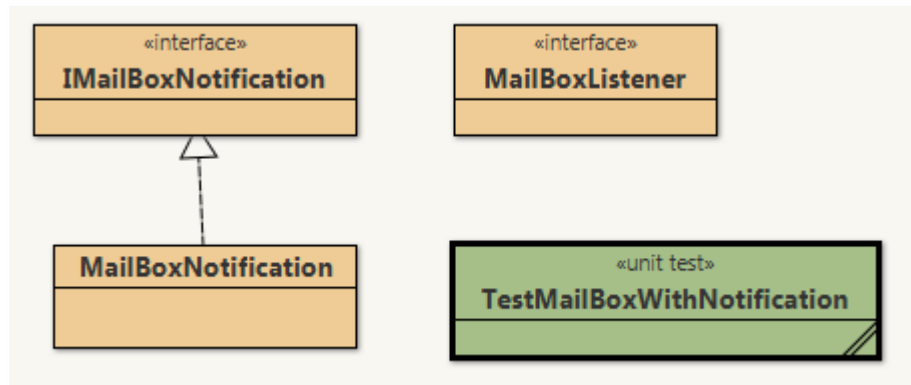 «interface»
IMailBoxNotification
«interface»
MailBoxListener
MailBoxNotification
«unit test»
TestMailBoxWithNotification